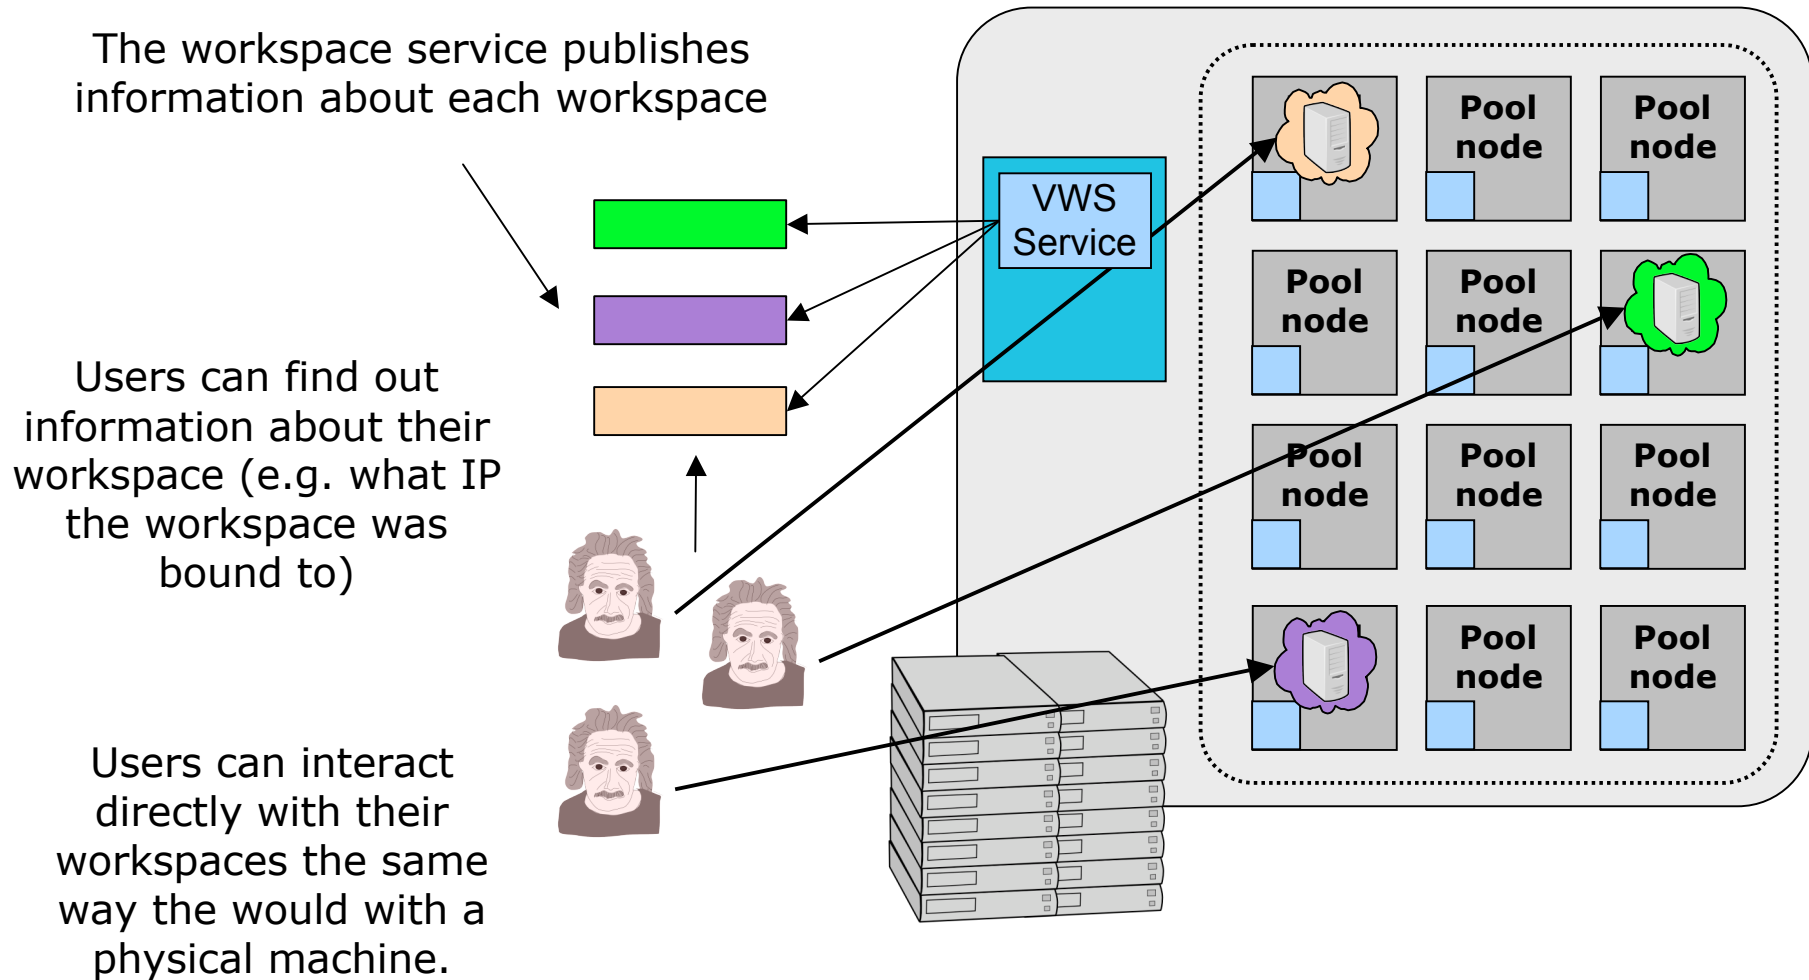 The workspace service publishes
information about each workspace
Users can find out
information about their
workspace (e.g. what IP
the workspace was
bound to)
Users can interact
directly with their
workspaces the same
way the would with a
physical machine.
VWS
Service
Pool
node
Pool
node
Pool
node
Pool
node
Pool
node
Pool
node
Pool
node
Pool
node
Pool
node